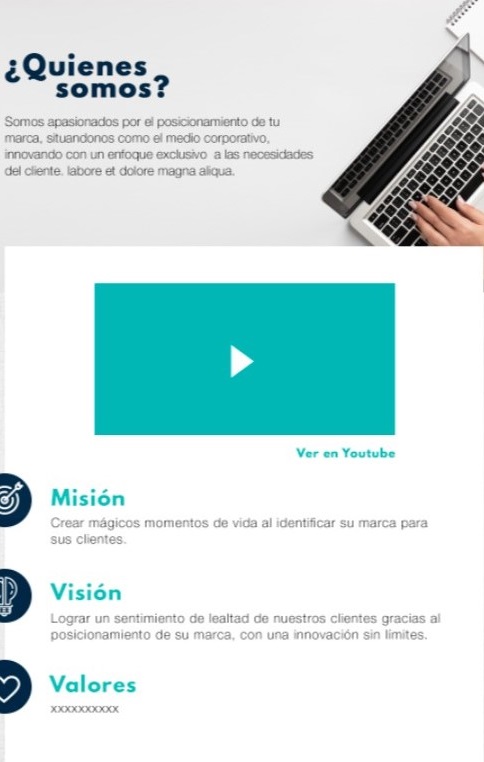 ¿Quienes
somos?
Somos apasionados por el posicionamiento de tu
marca, situandonos como el medio corporativo,
innovando con un enfoque exclusivo a las necesidades
del cliente. labore et dolore magna aliqua.
Ver en Youtube
Misión
Crear mágicos momentos de vida al identificar su marca para
sus clientes.
Visión
Lograr un sentimiento de lealtad de nuestros clientes gracias al
posicionamiento de su marca, con una innovación sin limites.
Valores
xxxxxxxxxx